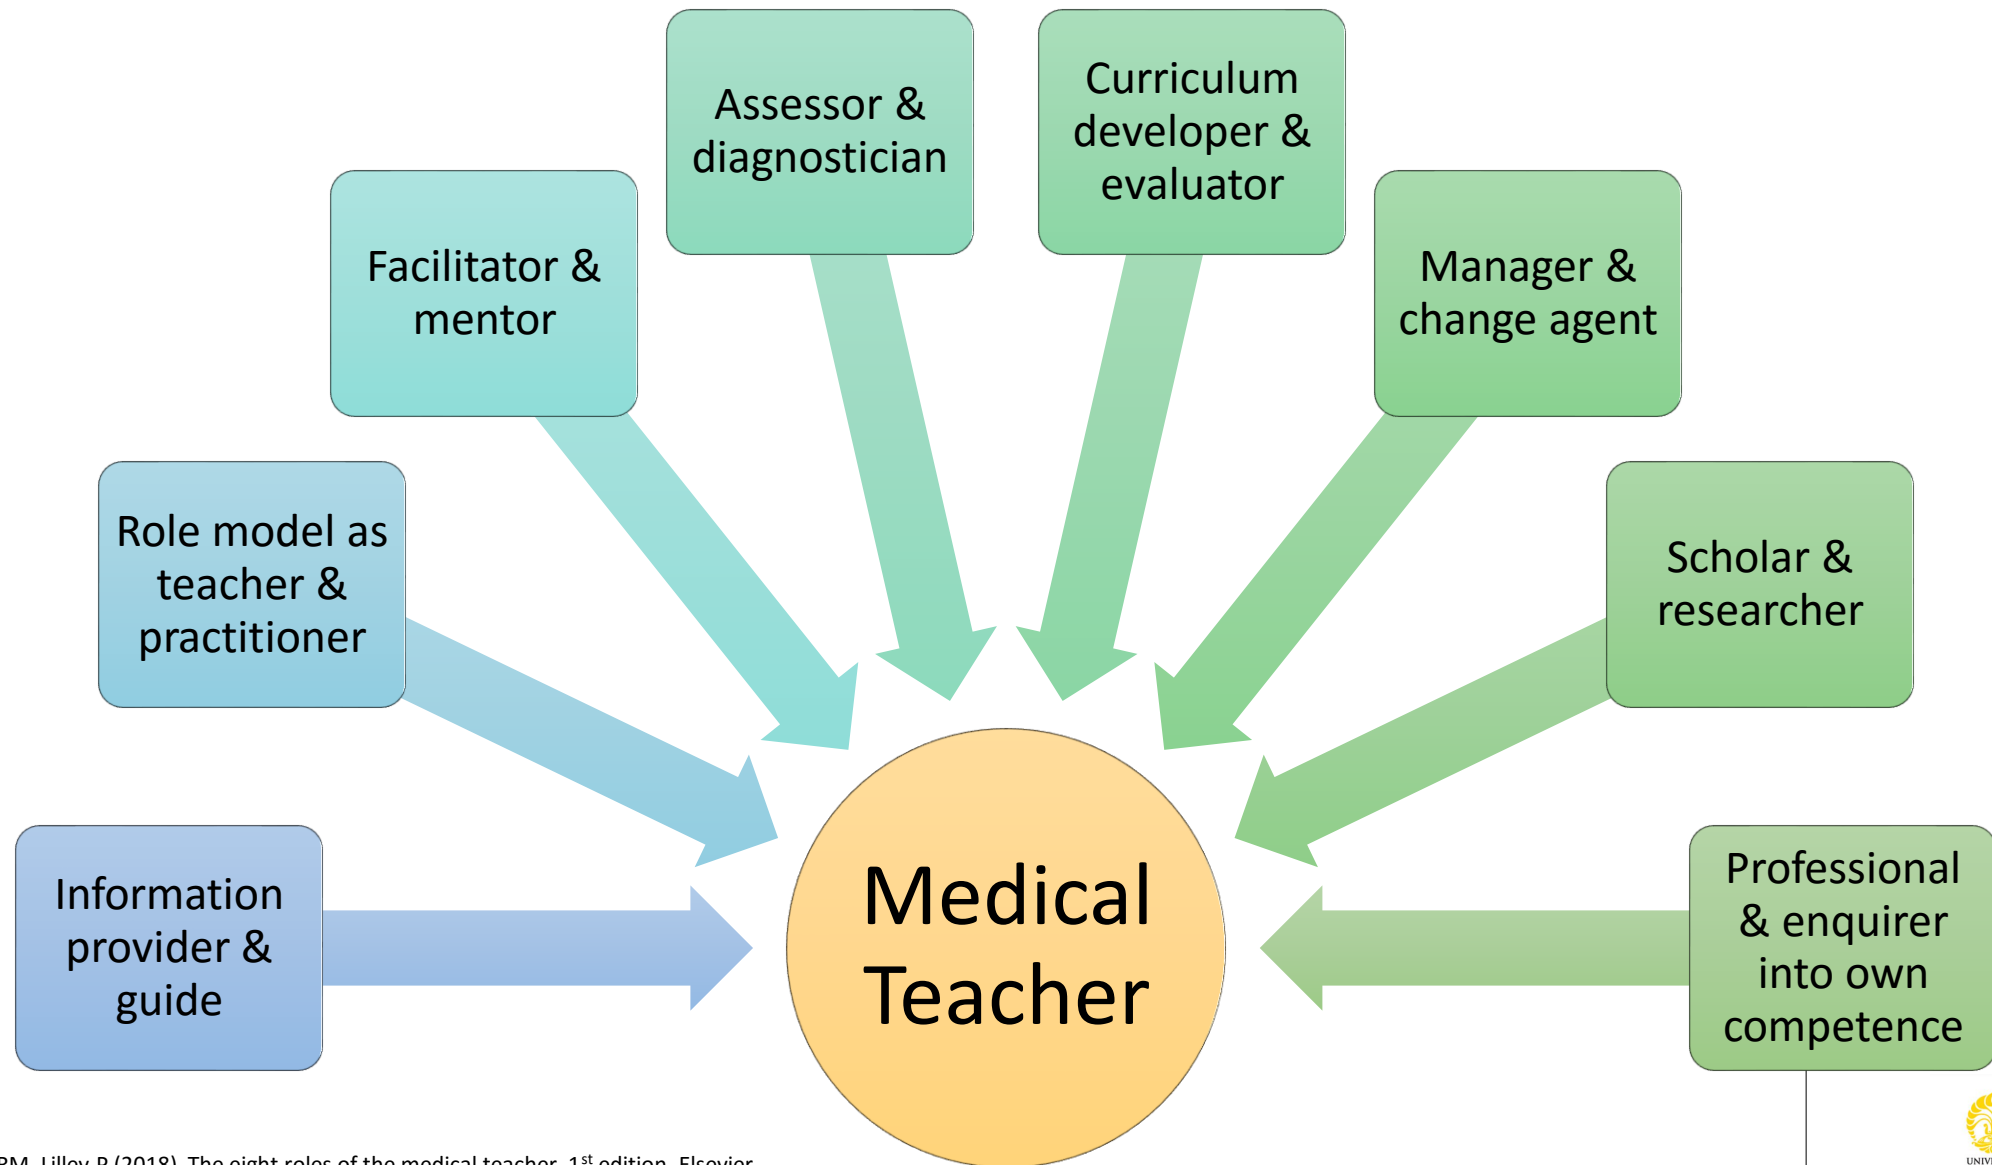 Assessor &
diagnostician
Curriculum
developer &
evaluator
Facilitator &
mentor
Manager &
change agent
Role model as
teacher &
practitioner
Scholar &
researcher
Information
provider &
guide
Medical
Teacher
Professional
& enquirer
into own
competence
RM, Lilley P (2018). The eight roles of the medical teacher. 1st edition. Elsevier